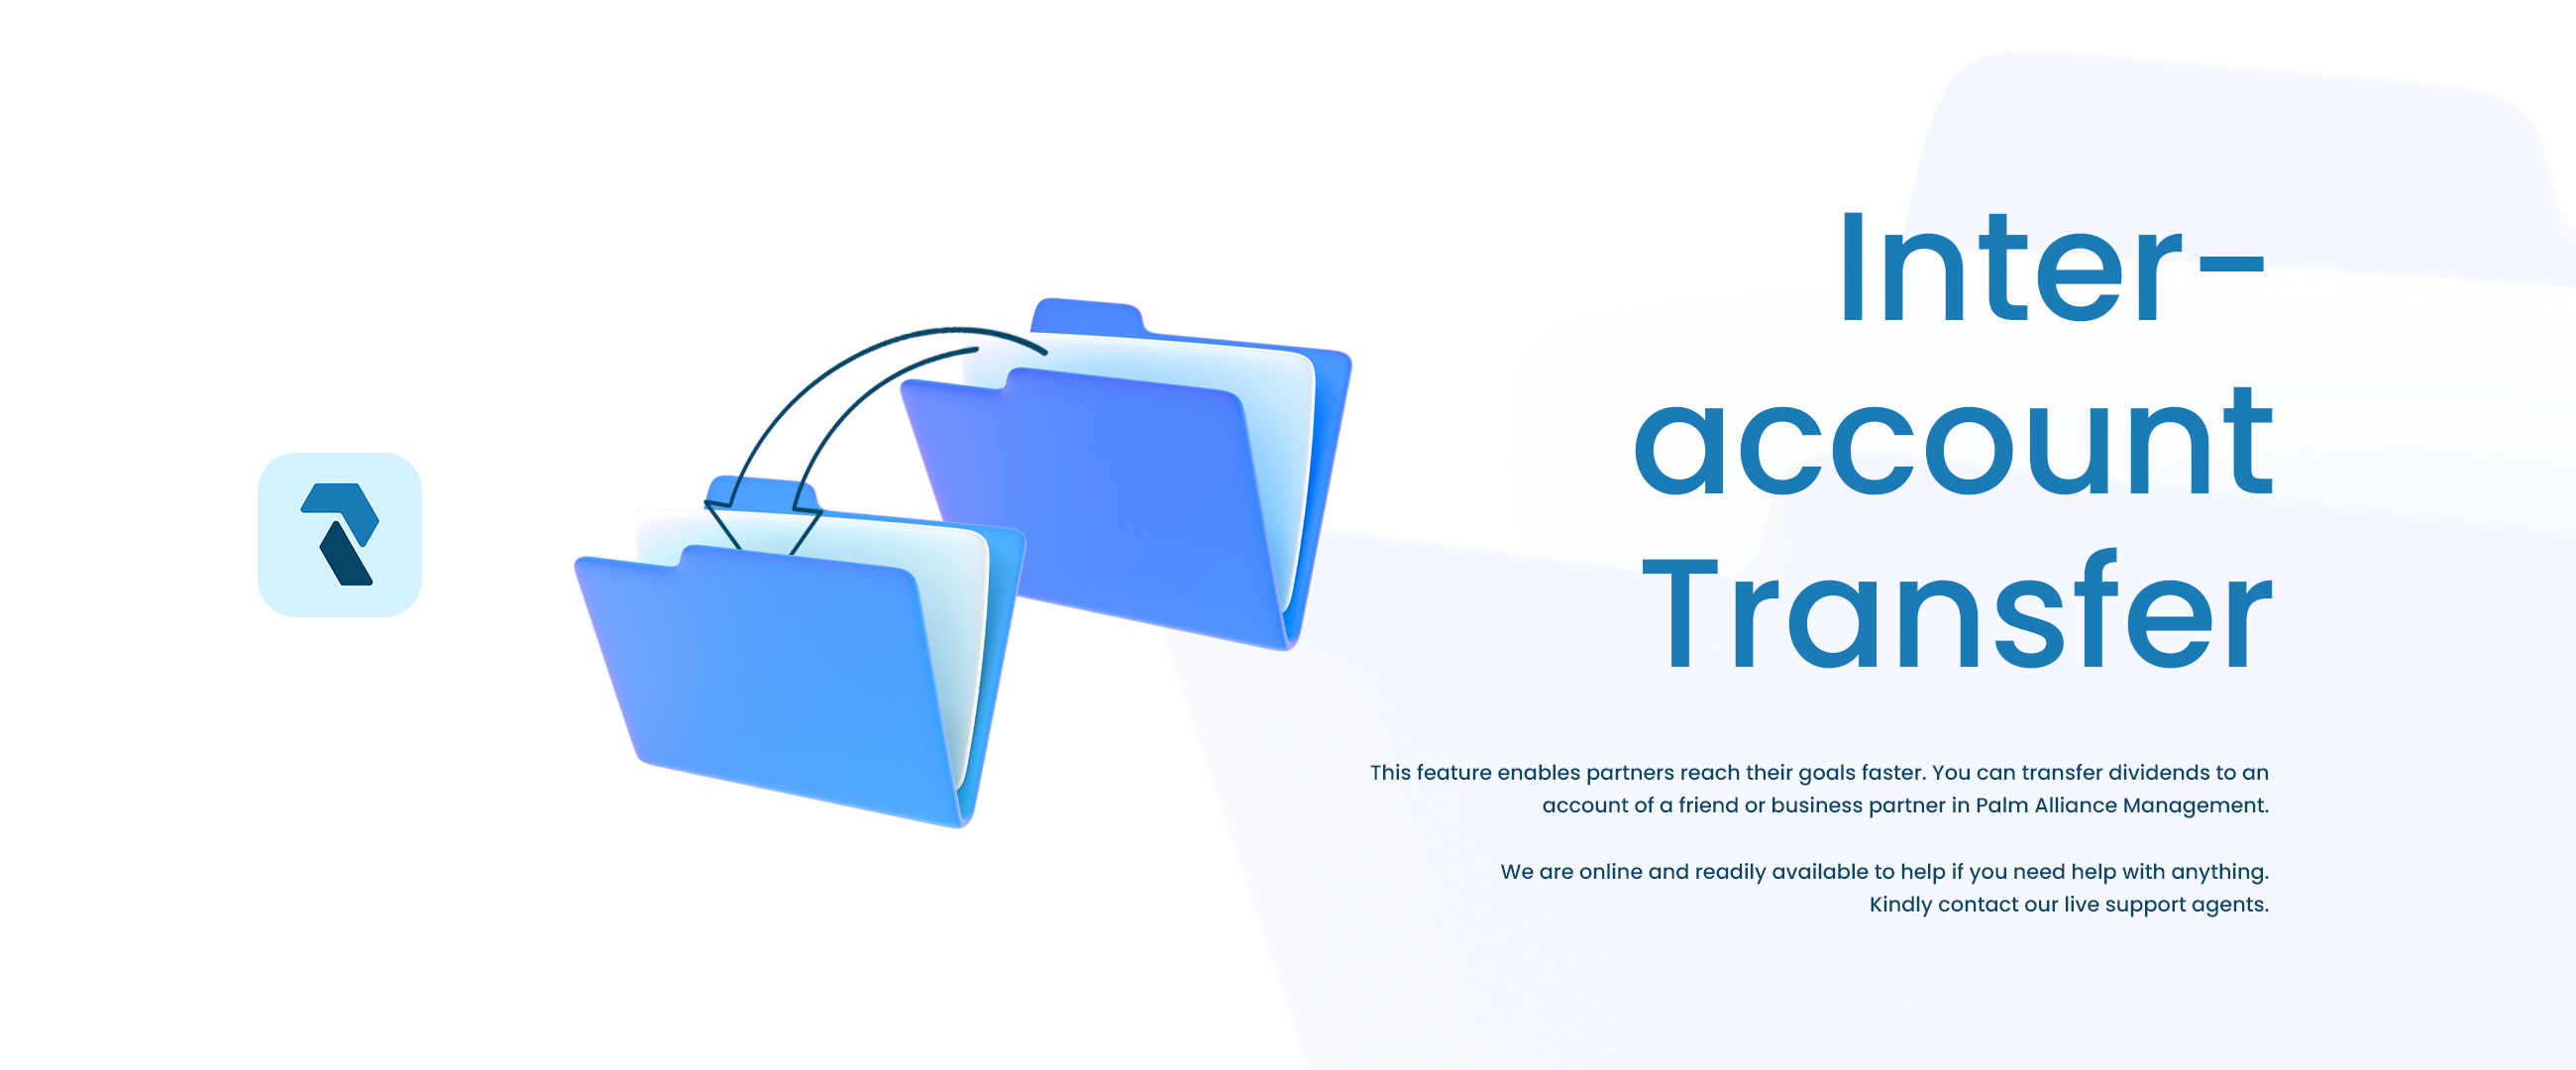 Inter-
account
Transfer
This feature enables partners reach their goals faster. You can transfer dividends to an
account of a friend or business partner in Palm Alliance Management.
We are online and readily available to help if you need help with anything.
Kindly contact our live support agents.